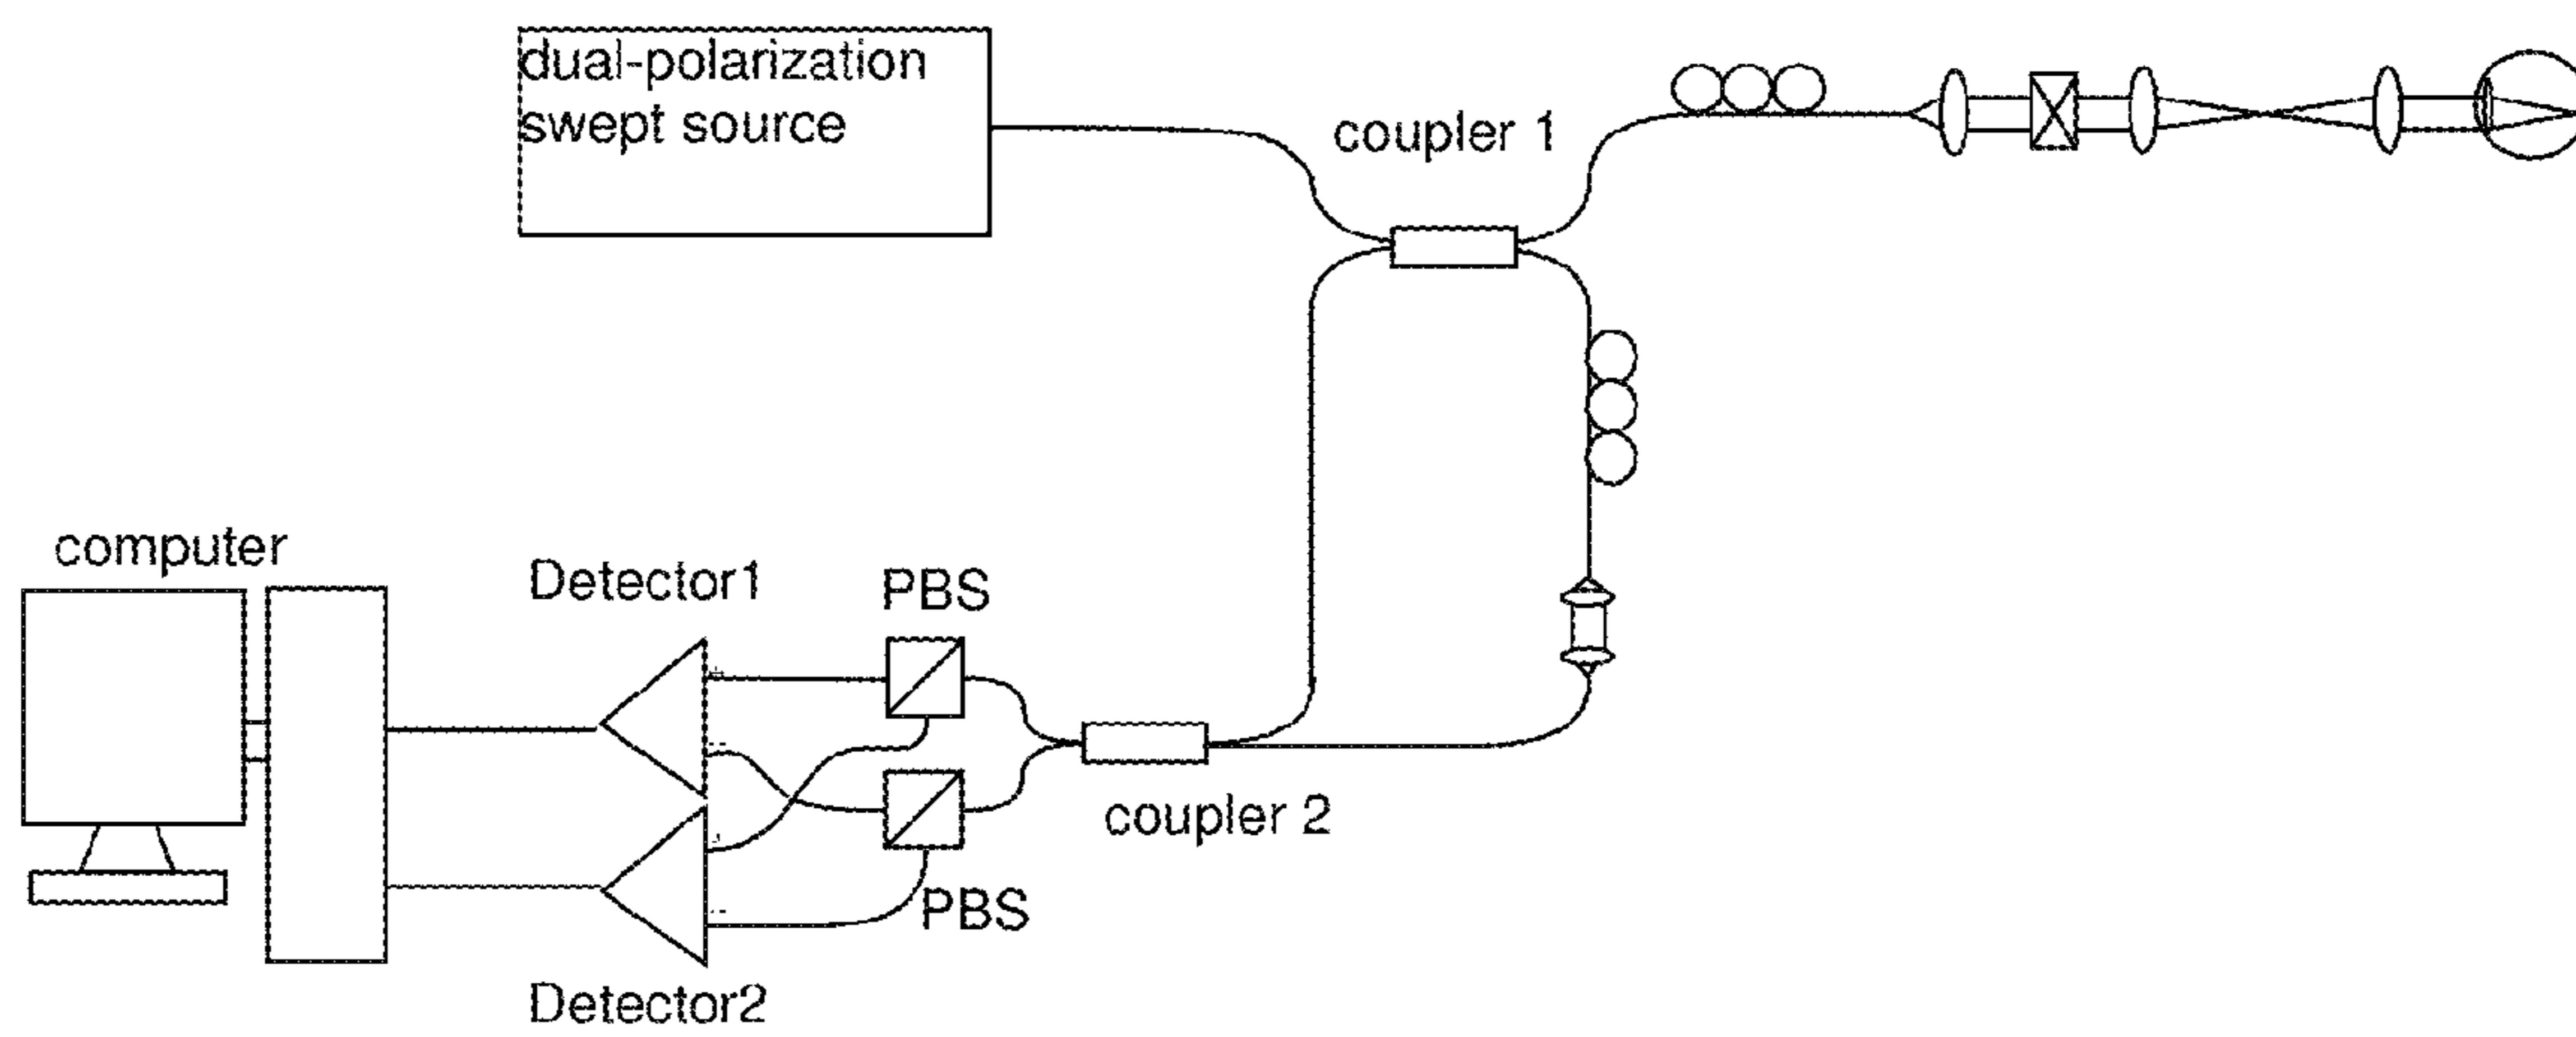 dual-polarization
swept source
coupler 1
computer
Detector1
PBS
coupler 2
PBS
Detector2